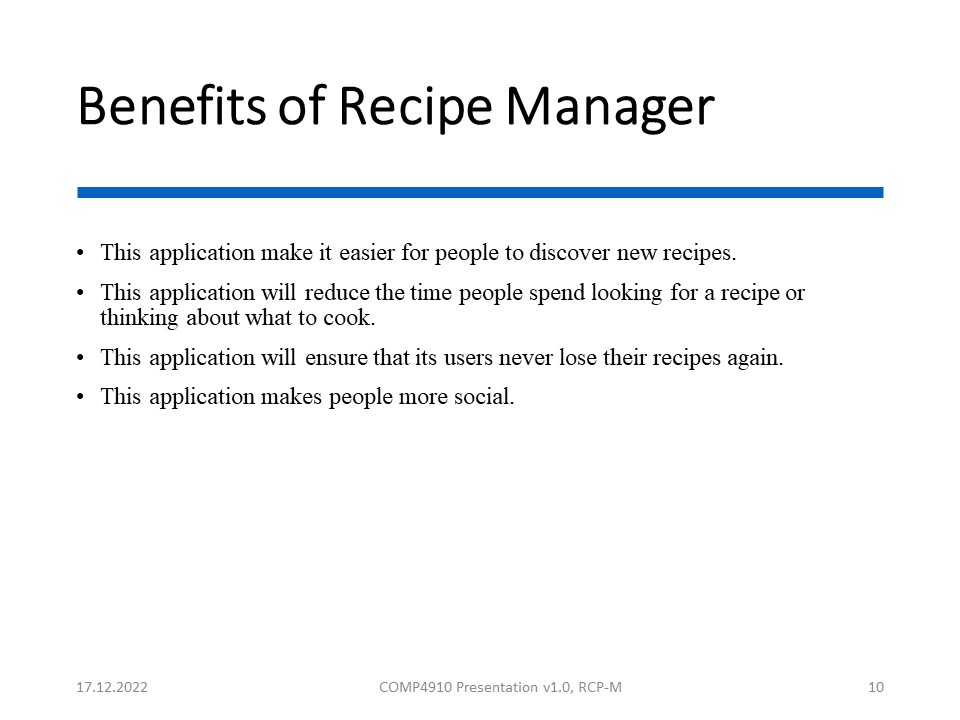 Benefits of Recipe Manager
• This application make it easier for people to discover new recipes.
• This application will reduce the time people spend looking for a recipe or
thinking about what to cook.
• This application will ensure that its users never lose their recipes again.
• This application makes people more social.
17.12.2022 COMP4910 Presentation v1.0, RCP-M 10